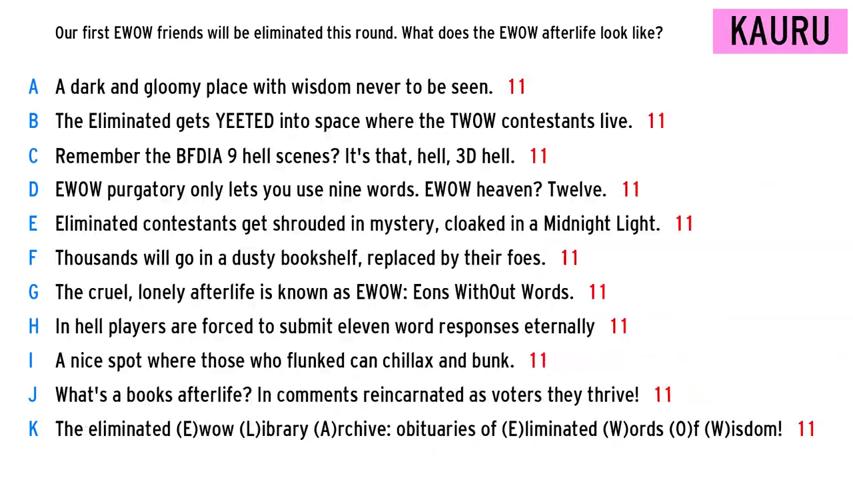 Our first EWOW friends will be eliminated this round. What does the EWOW afterlife look like?
KAURU
A A dark and gloomy place with wisdom never to be seen. 11
B The Eliminated gets YEETED into space where the TWOW contestants live. 11
C Remember the BFDIA 9 hell scenes? It's that, hell, 3D hell. 11
D EWOW purgatory only lets you use nine words. EWOW heaven? Twelve. 11
E Eliminated contestants get shrouded in mystery, cloaked in a Midnight Light. 11
F Thousands will go in a dusty bookshelf, replaced by their foes. 11
G The cruel, lonely afterlife is known as EWOW: Eons WithOut Words. 11
H In hell players are forced to submit eleven word responses eternally 11
I A nice spot where those who flunked can chillax and bunk. 11
J What's a books afterlife? In comments reincarnated as voters they thrive! 11
K The eliminated (E)wow (L)ibrary (A)rchive: obituaries of (E)liminated (W)ords (O)f (W)isdom! 11